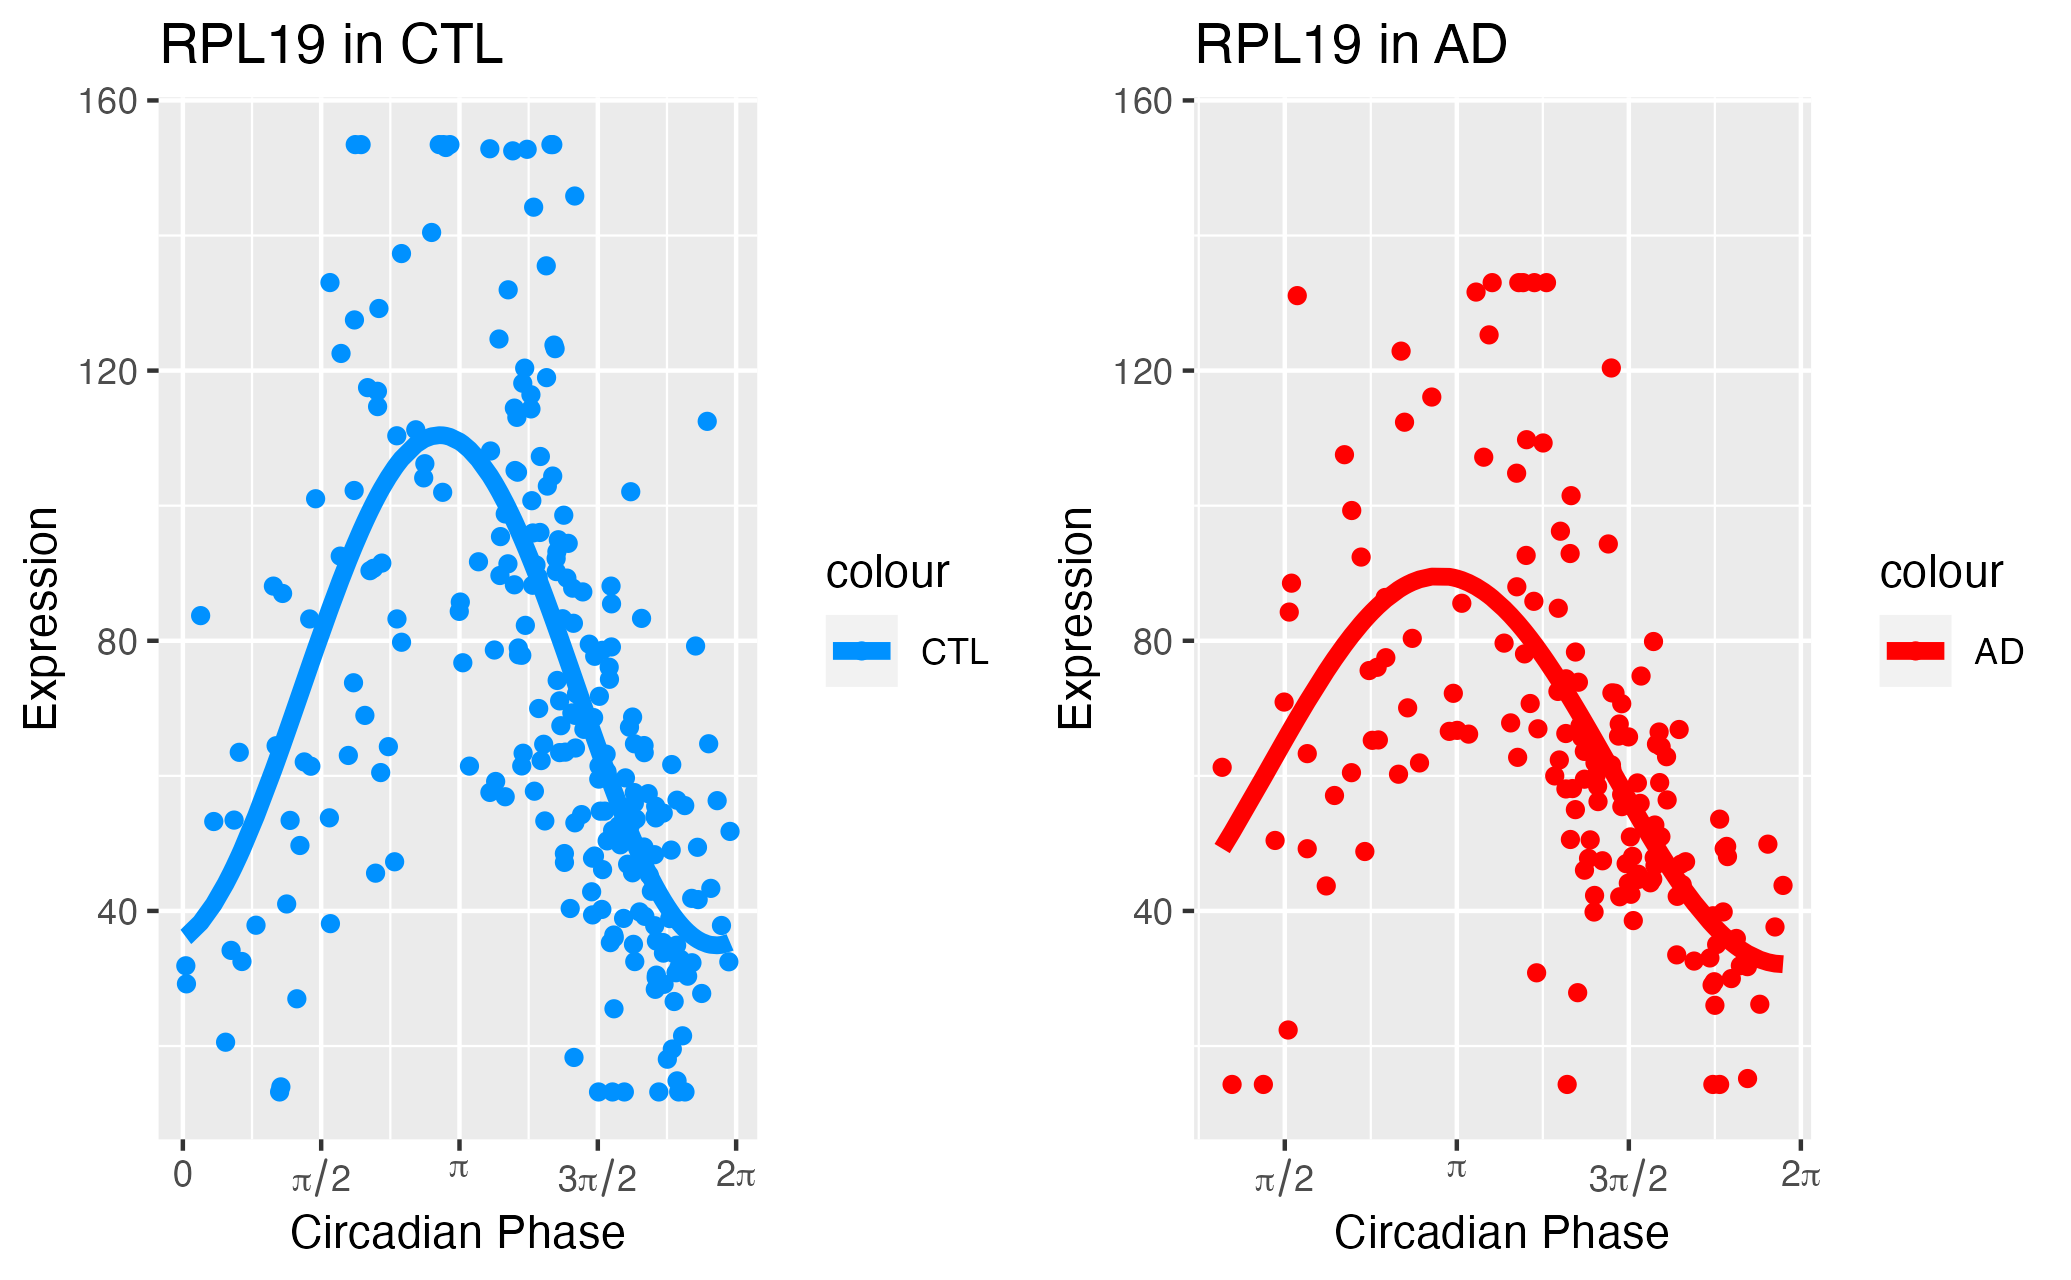 RPL19 in CTL
160
120
80
40
Expression
0
π/2
π
3π/2
2π
Circadian Phase
colour
CTL
RPL19 in AD
160
120
80
40
Expression
π/2
π
3π/2
2π
Circadian Phase
colour
AD